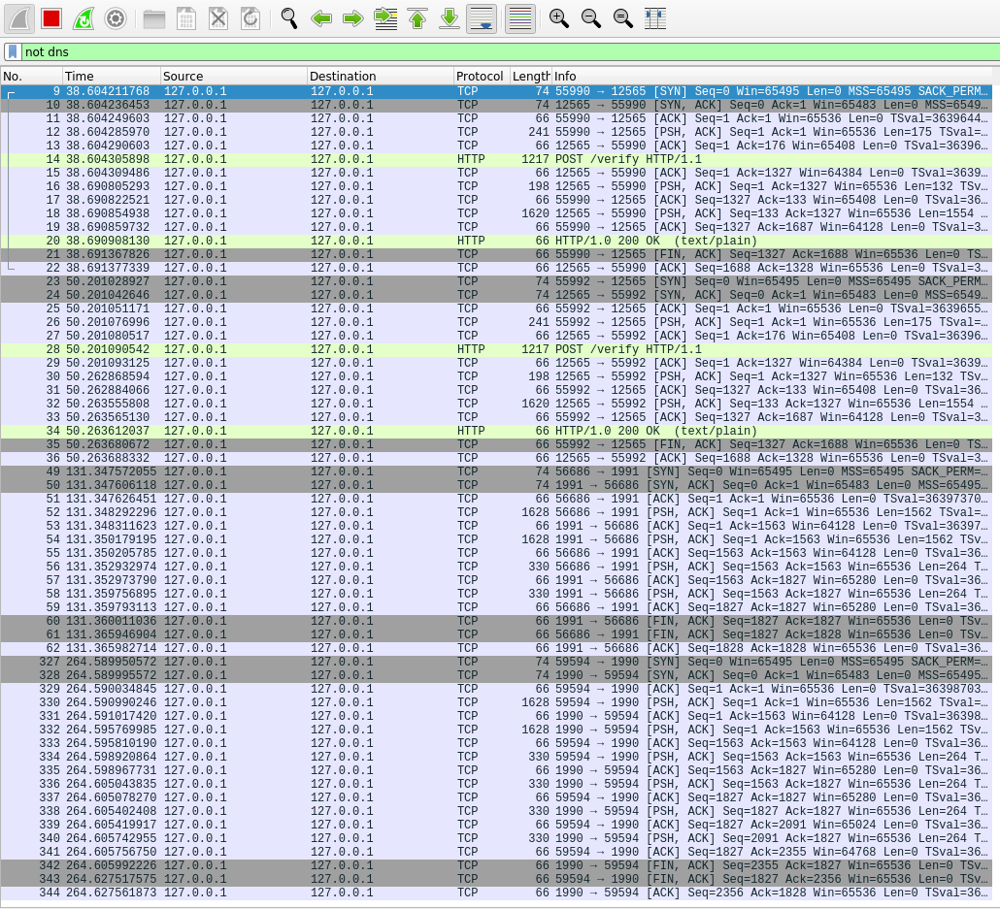 not dns
No. Time Source Destination Protocol Length Info
9 38.604211768 127.0.0.1 127.0.0.1 TCP 74 55990 → 12565 [SYN] Seq=0 Win=65495 Len=0 MSS=65495 SACK_PERM…
10 38.604236453 127.0.0.1 127.0.0.1 TCP 74 12565 → 55990 [SYN, ACK] Seq=0 Ack=1 Win=65483 Len=0 MSS=6549…
11 38.604249603 127.0.0.1 127.0.0.1 TCP 66 55990 → 12565 [ACK] Seq=1 Ack=1 Win=65536 Len=0 TSval=3639644…
12 38.604285970 127.0.0.1 127.0.0.1 TCP 241 55990 → 12565 [PSH, ACK] Seq=1 Ack=1 Win=65536 Len=175 TSval=…
13 38.604290603 127.0.0.1 127.0.0.1 TCP 66 12565 → 55990 [ACK] Seq=1 Ack=176 Win=65408 Len=0 TSval=36396…
14 38.604305898 127.0.0.1 127.0.0.1 HTTP 1217 POST /verify HTTP/1.1
15 38.604309486 127.0.0.1 127.0.0.1 TCP 66 12565 → 55990 [ACK] Seq=1 Ack=1327 Win=64384 Len=0 TSval=3639…
16 38.690805293 127.0.0.1 127.0.0.1 TCP 198 12565 → 55990 [PSH, ACK] Seq=1 Ack=1327 Win=65536 Len=132 TSv…
17 38.690822521 127.0.0.1 127.0.0.1 TCP 66 55990 → 12565 [ACK] Seq=1327 Ack=133 Win=65408 Len=0 TSval=36…
18 38.690854938 127.0.0.1 127.0.0.1 TCP 1620 12565 → 55990 [PSH, ACK] Seq=133 Ack=1327 Win=65536 Len=1554 …
19 38.690859732 127.0.0.1 127.0.0.1 TCP 66 55990 → 12565 [ACK] Seq=1327 Ack=1687 Win=64128 Len=0 TSval=3…
20 38.690908130 127.0.0.1 127.0.0.1 HTTP 66 HTTP/1.0 200 OK (text/plain)
21 38.691367826 127.0.0.1 127.0.0.1 TCP 66 55990 → 12565 [FIN, ACK] Seq=1327 Ack=1688 Win=65536 Len=0 TS…
22 38.691377339 127.0.0.1 127.0.0.1 TCP 66 12565 → 55990 [ACK] Seq=1688 Ack=1328 Win=65536 Len=0 TSval=3…
23 50.201028927 127.0.0.1 127.0.0.1 TCP 74 55992 → 12565 [SYN] Seq=0 Win=65495 Len=0 MSS=65495 SACK_PERM…
24 50.201042646 127.0.0.1 127.0.0.1 TCP 74 12565 → 55992 [SYN, ACK] Seq=0 Ack=1 Win=65483 Len=0 MSS=6549…
25 50.201051171 127.0.0.1 127.0.0.1 TCP 66 55992 → 12565 [ACK] Seq=1 Ack=1 Win=65536 Len=0 TSval=3639655…
26 50.201076996 127.0.0.1 127.0.0.1 TCP 241 55992 → 12565 [PSH, ACK] Seq=1 Ack=1 Win=65536 Len=175 TSval=…
27 50.201080517 127.0.0.1 127.0.0.1 TCP 66 12565 → 55992 [ACK] Seq=1 Ack=176 Win=65408 Len=0 TSval=36396…
28 50.201090542 127.0.0.1 127.0.0.1 HTTP 1217 POST /verify HTTP/1.1
29 50.201093125 127.0.0.1 127.0.0.1 TCP 66 12565 → 55992 [ACK] Seq=1 Ack=1327 Win=64384 Len=0 TSval=3639…
30 50.262868594 127.0.0.1 127.0.0.1 TCP 198 12565 → 55992 [PSH, ACK] Seq=1 Ack=1327 Win=65536 Len=132 TSv…
31 50.262884066 127.0.0.1 127.0.0.1 TCP 66 55992 → 12565 [ACK] Seq=1327 Ack=133 Win=65408 Len=0 TSval=36…
32 50.263555808 127.0.0.1 127.0.0.1 TCP 1620 12565 → 55992 [PSH, ACK] Seq=133 Ack=1327 Win=65536 Len=1554 …
33 50.263565130 127.0.0.1 127.0.0.1 TCP 66 55992 → 12565 [ACK] Seq=1327 Ack=1687 Win=64128 Len=0 TSval=3…
34 50.263612037 127.0.0.1 127.0.0.1 HTTP 66 HTTP/1.0 200 OK (text/plain)
35 50.263680672 127.0.0.1 127.0.0.1 TCP 66 55992 → 12565 [FIN, ACK] Seq=1327 Ack=1688 Win=65536 Len=0 TS…
36 50.263688332 127.0.0.1 127.0.0.1 TCP 66 12565 → 55992 [ACK] Seq=1688 Ack=1328 Win=65536 Len=0 TSval=3…
49 131.347572055 127.0.0.1 127.0.0.1 TCP 74 56686 → 1991 [SYN] Seq=0 Win=65495 Len=0 MSS=65495 SACK_PERM=…
50 131.347606118 127.0.0.1 127.0.0.1 TCP 74 1991 → 56686 [SYN, ACK] Seq=0 Ack=1 Win=65483 Len=0 MSS=65495…
51 131.347626451 127.0.0.1 127.0.0.1 TCP 66 56686 → 1991 [ACK] Seq=1 Ack=1 Win=65536 Len=0 TSval=36397370…
52 131.348292296 127.0.0.1 127.0.0.1 TCP 1628 56686 → 1991 [PSH, ACK] Seq=1 Ack=1 Win=65536 Len=1562 TSval=…
53 131.348311623 127.0.0.1 127.0.0.1 TCP 66 1991 → 56686 [ACK] Seq=1 Ack=1563 Win=64128 Len=0 TSval=36397…
54 131.350179195 127.0.0.1 127.0.0.1 TCP 1628 1991 → 56686 [PSH, ACK] Seq=1 Ack=1563 Win=65536 Len=1562 TSv…
55 131.350205785 127.0.0.1 127.0.0.1 TCP 66 56686 → 1991 [ACK] Seq=1563 Ack=1563 Win=64128 Len=0 TSval=36…
56 131.352932974 127.0.0.1 127.0.0.1 TCP 330 56686 → 1991 [PSH, ACK] Seq=1563 Ack=1563 Win=65536 Len=264 T…
57 131.352973790 127.0.0.1 127.0.0.1 TCP 66 1991 → 56686 [ACK] Seq=1563 Ack=1827 Win=65280 Len=0 TSval=36…
58 131.359756895 127.0.0.1 127.0.0.1 TCP 330 1991 → 56686 [PSH, ACK] Seq=1563 Ack=1827 Win=65536 Len=264 T…
59 131.359793113 127.0.0.1 127.0.0.1 TCP 66 56686 → 1991 [ACK] Seq=1827 Ack=1827 Win=65280 Len=0 TSval=36…
60 131.360011036 127.0.0.1 127.0.0.1 TCP 66 1991 → 56686 [FIN, ACK] Seq=1827 Ack=1827 Win=65536 Len=0 TSv…
61 131.365946904 127.0.0.1 127.0.0.1 TCP 66 56686 → 1991 [FIN, ACK] Seq=1827 Ack=1828 Win=65536 Len=0 TSv…
62 131.365982714 127.0.0.1 127.0.0.1 TCP 66 1991 → 56686 [ACK] Seq=1828 Ack=1828 Win=65536 Len=0 TSval=36…
327 264.589950572 127.0.0.1 127.0.0.1 TCP 74 59594 → 1990 [SYN] Seq=0 Win=65495 Len=0 MSS=65495 SACK_PERM=…
328 264.589995572 127.0.0.1 127.0.0.1 TCP 74 1990 → 59594 [SYN, ACK] Seq=0 Ack=1 Win=65483 Len=0 MSS=65495…
329 264.590034845 127.0.0.1 127.0.0.1 TCP 66 59594 → 1990 [ACK] Seq=1 Ack=1 Win=65536 Len=0 TSval=36398703…
330 264.590990246 127.0.0.1 127.0.0.1 TCP 1628 59594 → 1990 [PSH, ACK] Seq=1 Ack=1 Win=65536 Len=1562 TSval=…
331 264.591017420 127.0.0.1 127.0.0.1 TCP 66 1990 → 59594 [ACK] Seq=1 Ack=1563 Win=64128 Len=0 TSval=36398…
332 264.595769985 127.0.0.1 127.0.0.1 TCP 1628 1990 → 59594 [PSH, ACK] Seq=1 Ack=1563 Win=65536 Len=1562 TSv…
333 264.595810190 127.0.0.1 127.0.0.1 TCP 66 59594 → 1990 [ACK] Seq=1563 Ack=1563 Win=64128 Len=0 TSval=36…
334 264.598920864 127.0.0.1 127.0.0.1 TCP 330 59594 → 1990 [PSH, ACK] Seq=1563 Ack=1563 Win=65536 Len=264 T…
335 264.598967731 127.0.0.1 127.0.0.1 TCP 66 1990 → 59594 [ACK] Seq=1563 Ack=1827 Win=65280 Len=0 TSval=36…
336 264.605043835 127.0.0.1 127.0.0.1 TCP 330 1990 → 59594 [PSH, ACK] Seq=1563 Ack=1827 Win=65536 Len=264 T…
337 264.605078270 127.0.0.1 127.0.0.1 TCP 66 59594 → 1990 [ACK] Seq=1827 Ack=1827 Win=65280 Len=0 TSval=36…
338 264.605402408 127.0.0.1 127.0.0.1 TCP 330 1990 → 59594 [PSH, ACK] Seq=1827 Ack=1827 Win=65536 Len=264 T…
339 264.605419917 127.0.0.1 127.0.0.1 TCP 66 59594 → 1990 [ACK] Seq=1827 Ack=2091 Win=65024 Len=0 TSval=36…
340 264.605742955 127.0.0.1 127.0.0.1 TCP 330 1990 → 59594 [PSH, ACK] Seq=2091 Ack=1827 Win=65536 Len=264 T…
341 264.605756750 127.0.0.1 127.0.0.1 TCP 66 59594 → 1990 [ACK] Seq=1827 Ack=2355 Win=64768 Len=0 TSval=36…
342 264.605992226 127.0.0.1 127.0.0.1 TCP 66 1990 → 59594 [FIN, ACK] Seq=2355 Ack=1827 Win=65536 Len=0 TSv…
343 264.627517575 127.0.0.1 127.0.0.1 TCP 66 59594 → 1990 [FIN, ACK] Seq=1827 Ack=2356 Win=65536 Len=0 TSv…
344 264.627561873 127.0.0.1 127.0.0.1 TCP 66 1990 → 59594 [ACK] Seq=2356 Ack=1828 Win=65536 Len=0 TSval=36…